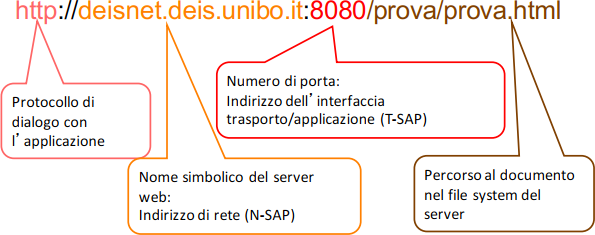 http://deisnet.deis.unibo.it:8080/prova/prova.html
Numero di porta:
Indirizzo dell’interfaccia
trasporto/applicazione (T-SAP)
Protocollo di
dialogo con
l’applicazione
Nome simbolico del server
web:
Indirizzo di rete (N-SAP)
Percorso al documento
nel file system del
server